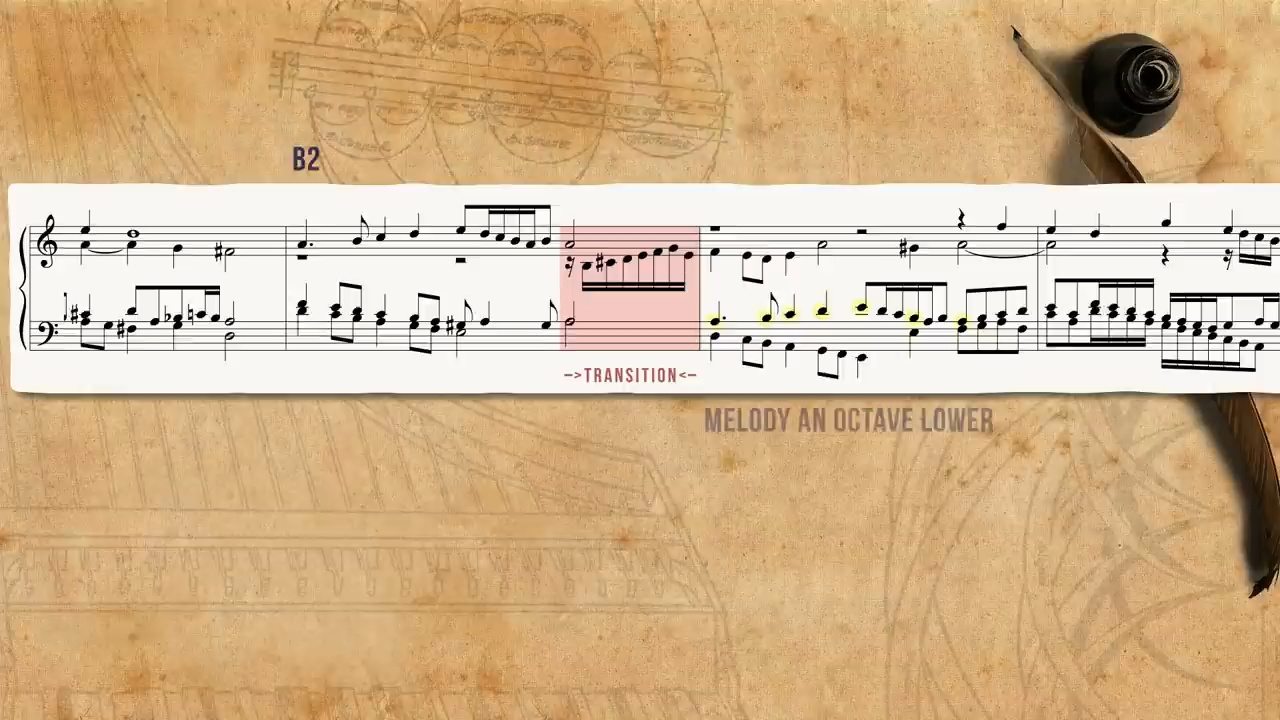 B2
–>TRANSITION<–
MELODY AN OCTAVE LOWER